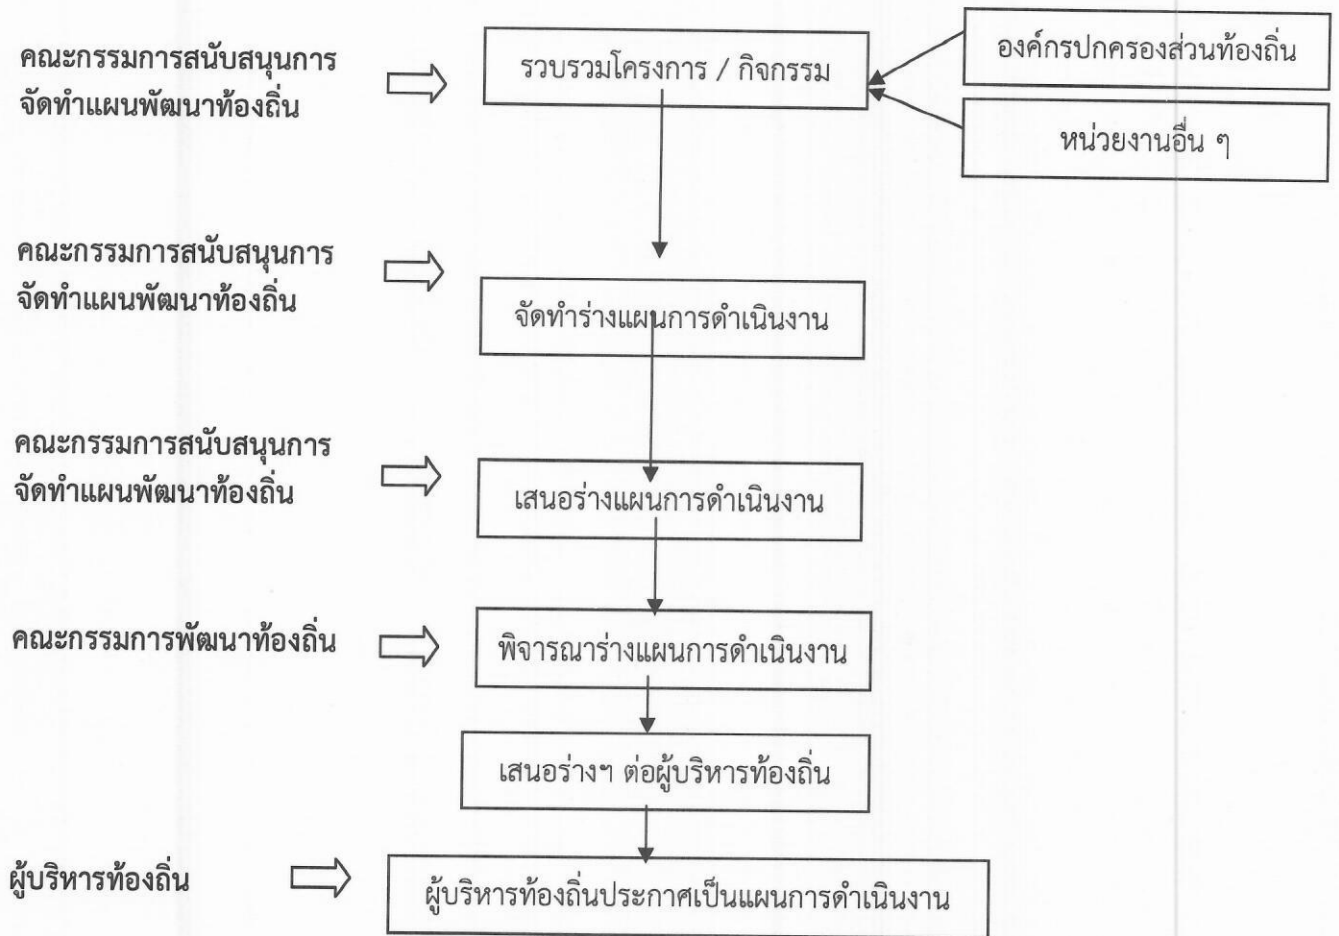 คณะกรรมการสนับสนุนการ
จัดทำแผนพัฒนาท้องถิ่น
รวบรวมโครงการ / กิจกรรม
องค์กรปกครองส่วนท้องถิ่น
หน่วยงานอื่น ๆ
คณะกรรมการสนับสนุนการ
จัดทำแผนพัฒนาท้องถิ่น
จัดทำร่างแผนการดำเนินงาน
คณะกรรมการสนับสนุนการ
จัดทำแผนพัฒนาท้องถิ่น
เสนอร่างแผนการดำเนินงาน
คณะกรรมการพัฒนาท้องถิ่น
พิจารณาร่างแผนการดำเนินงาน
เสนอร่างฯ ต่อผู้บริหารท้องถิ่น
ผู้บริหารท้องถิ่น
ผู้บริหารท้องถิ่นประกาศเป็นแผนการดำเนินงาน